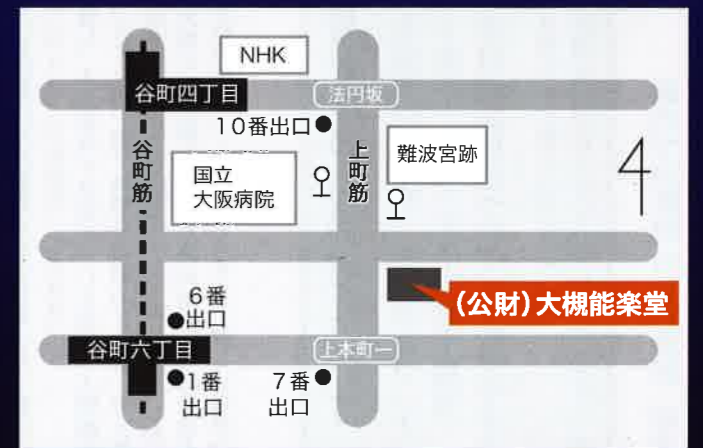 NHK
谷町四丁目
法円坂
10番出口
谷町筋
国立
大阪病院
上町筋
難波宮跡
(公財)大槻能楽堂
6番
出口
谷町六丁目
上本町一
1番
出口
7番
出口